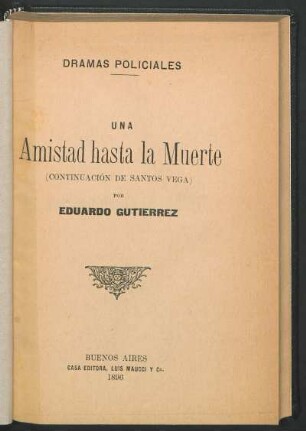 DRAMAS POLICIALES
UNA
Amistad hasta la Muerte
(CONTINUACIÓN DE SANTOS VEGA)
POR
EDUARDO GUTIERREZ
BUENOS AIRES
CASA EDITORA, LUIS MAUCCI Y Ca.
1896